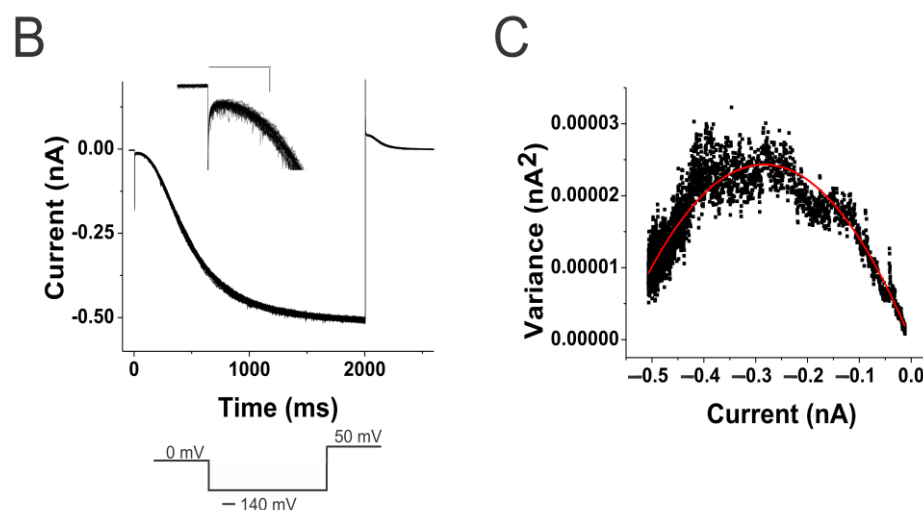 B
Current (nA)
0.00
-0.25
-0.50
0
1000
2000
Time (ms)
0 mV
50 mV
– 140 mV
C
Variance (nA2)
0.00003
0.00002
0.00001
0.00000
–0.5
–0.4
–0.3
–0.2
–0.1
0.0
Current (nA)